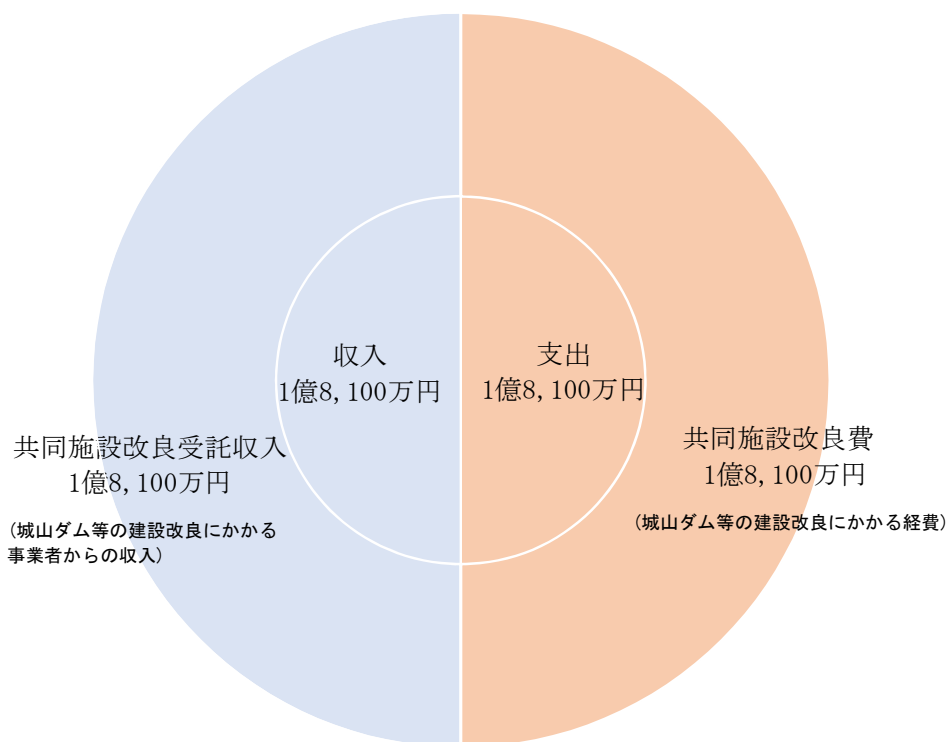 収入
1億8,100万円
支出
1億8,100万円
共同施設改良受託収入
1億8,100万円
(城山ダム等の建設改良にかかる
事業者からの収入)
共同施設改良費
1億8,100万円
(城山ダム等の建設改良にかかる経費)